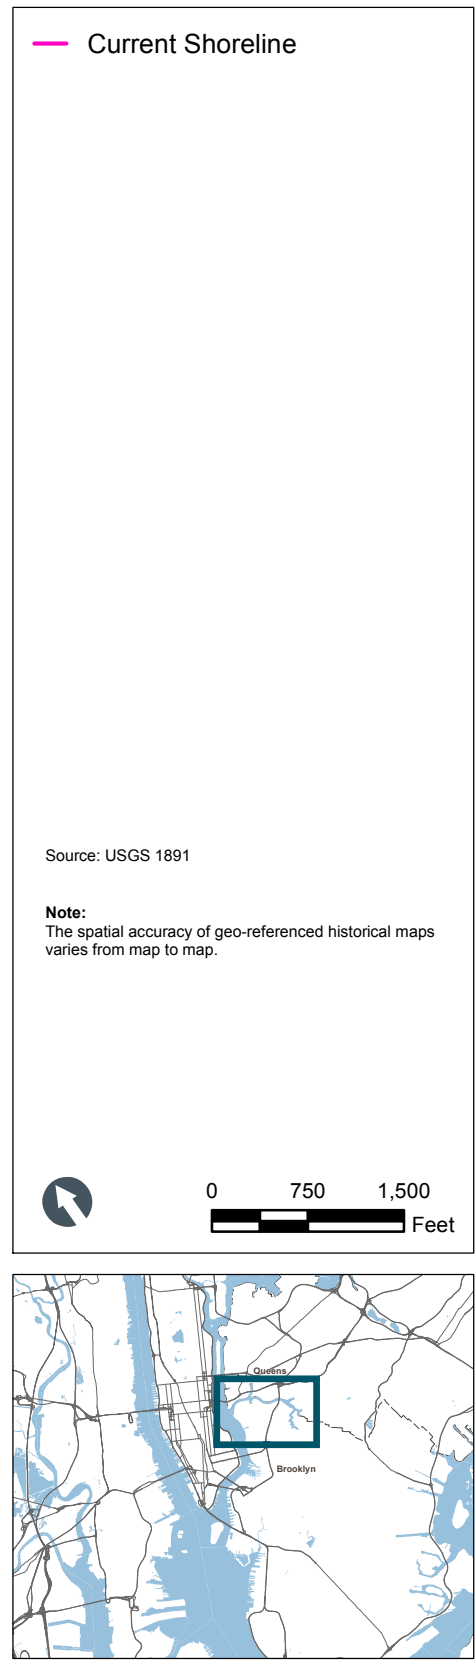 Current Shoreline
Source: USGS 1891
Note:
The spatial accuracy of geo-referenced historical maps
varies from map to map.
0 750 1,500
Feet
Queens
Brooklyn